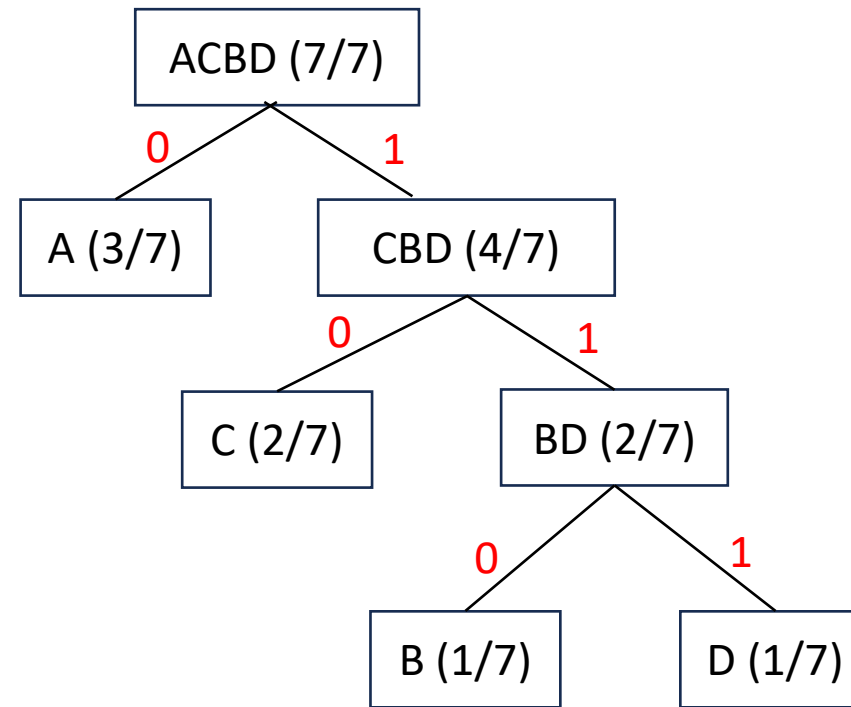 ACBD (7/7)
0
1
A (3/7)
CBD (4/7)
0
1
C (2/7)
BD (2/7)
0
1
B (1/7)
D (1/7)